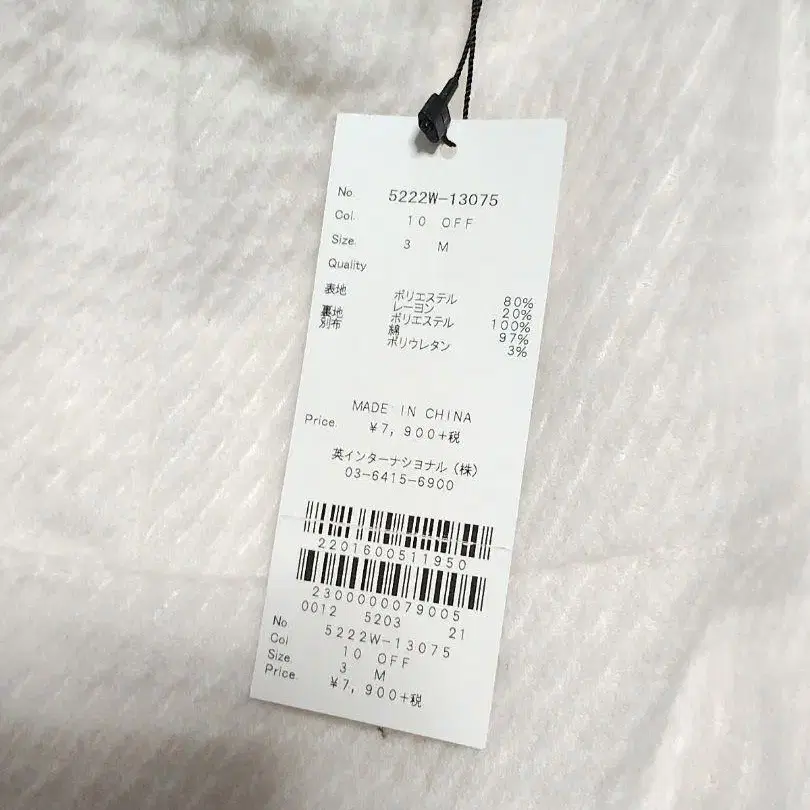 No. 5222W-13075
Col. 10 OFF
Size. 3 M
Quality
表地 ポリエステル 80%
レーヨン 20%
裏地 ポリエステル 100%
別布 綿 97%
ポリウレタン 3%
MADE IN CHINA
Price. ¥7,900+税
英インターナショナル(株)
03-6415-6900
2201600511950
2300000079005
0012 5203 21
No 5222W-13075
Col 10 OFF
Size. 3 M
Price. ¥7,900+税